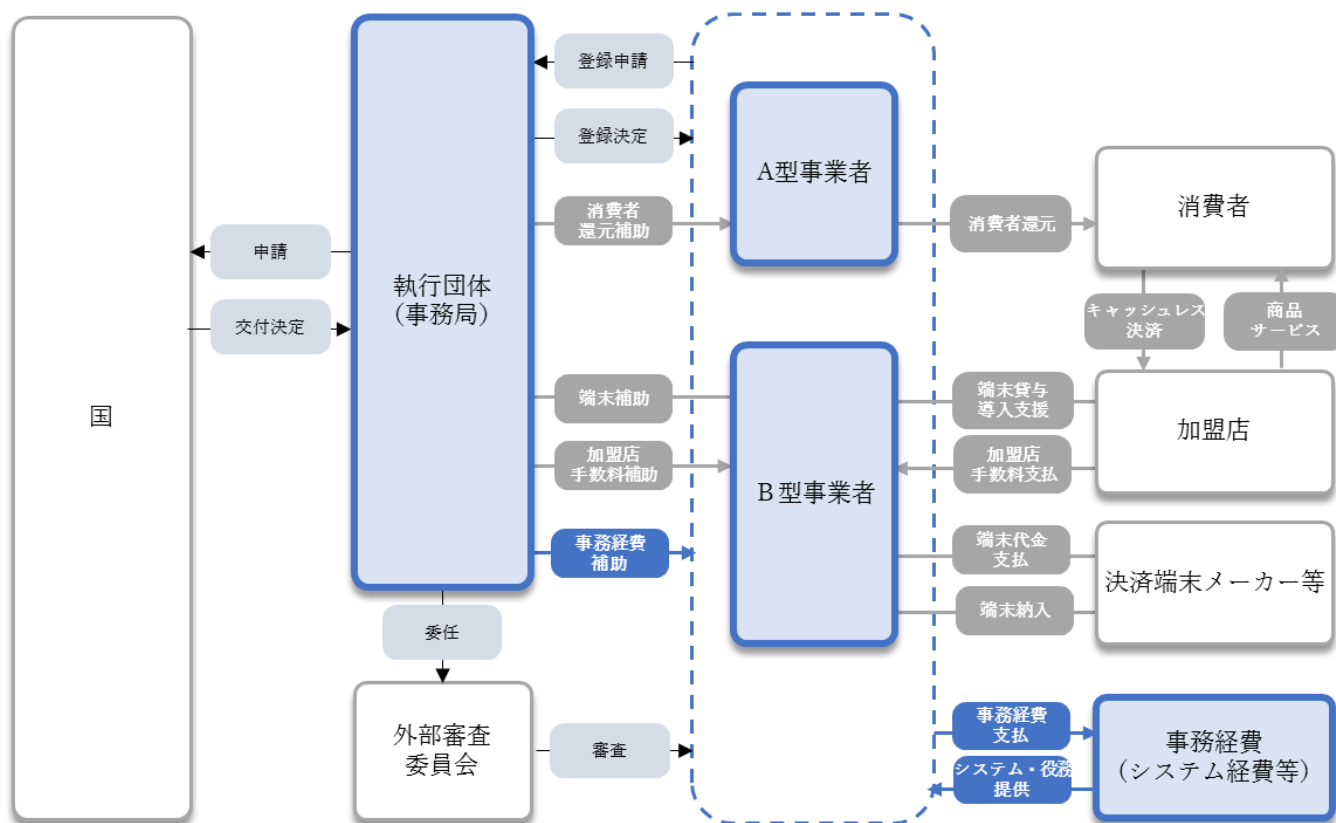 国
申請
交付決定
執行団体
(事務局)
委任
外部審査
委員会
登録申請
登録決定
消費者
還元補助
端末補助
加盟店
手数料補助
事務経費
補助
審査
A型事業者
B型事業者
消費者還元
消費者
キャッシュレス
決済
商品
サービス
端末貸与
導入支援
加盟店
手数料支払
加盟店
端末代金
支払
端末納入
決済端末メーカー等
事務経費
支払
システム・役務
提供
事務経費
(システム経費等)